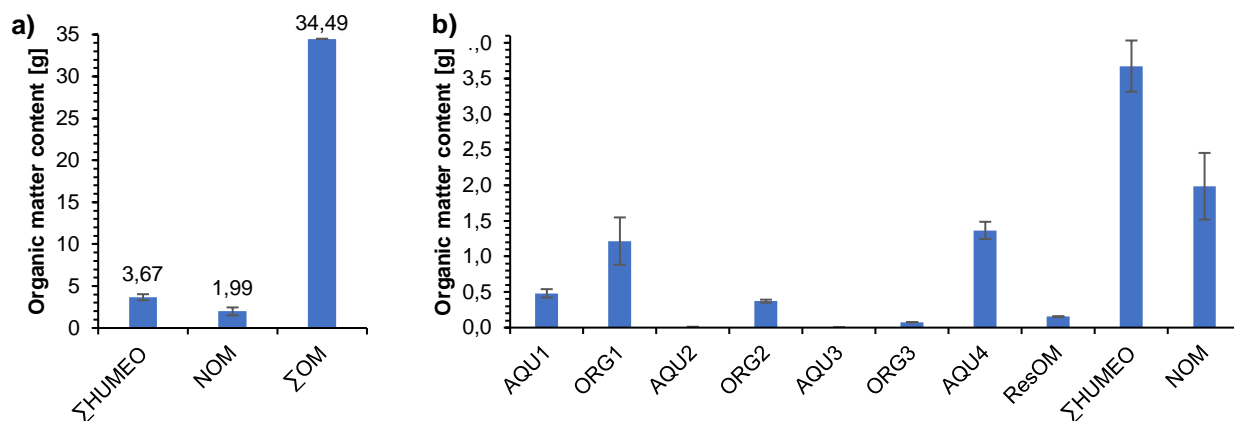 a)
Organic matter content [g]
35
30
25
20
15
10
5
0
3,67
1,99
34,49
∑HUMEO
NOM
∑OM
b)
Organic matter content [g]
,0
3,5
3,0
2,5
2,0
1,5
1,0
0,5
0,0
AQU1
ORG1
AQU2
ORG2
AQU3
ORG3
AQU4
ResOM
∑HUMEO
NOM